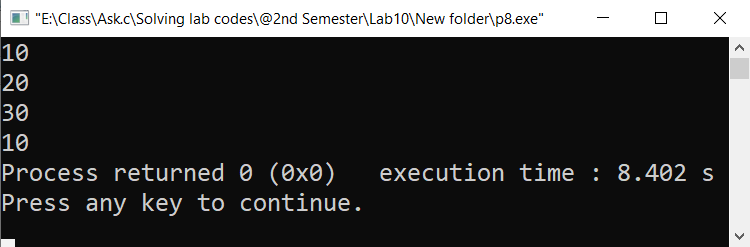 "E:\Class\Ask.c\Solving lab codes\@2nd Semester\Lab10\New folder\p8.exe"
10
20
30
10
Process returned 0 (0x0)   execution time : 8.402 s
Press any key to continue.